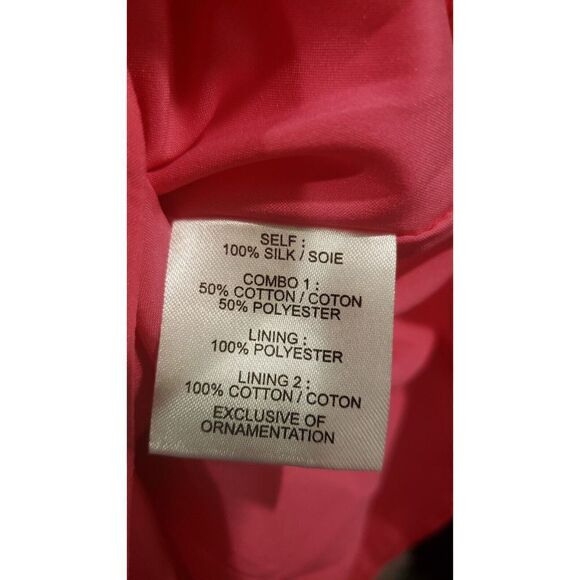 SELF :
100% SILK / SOIE
COMBO 1 :
50% COTTON / COTON
50% POLYESTER
LINING :
100% POLYESTER
LINING 2 :
100% COTTON / COTON
EXCLUSIVE OF
ORNAMENTATION